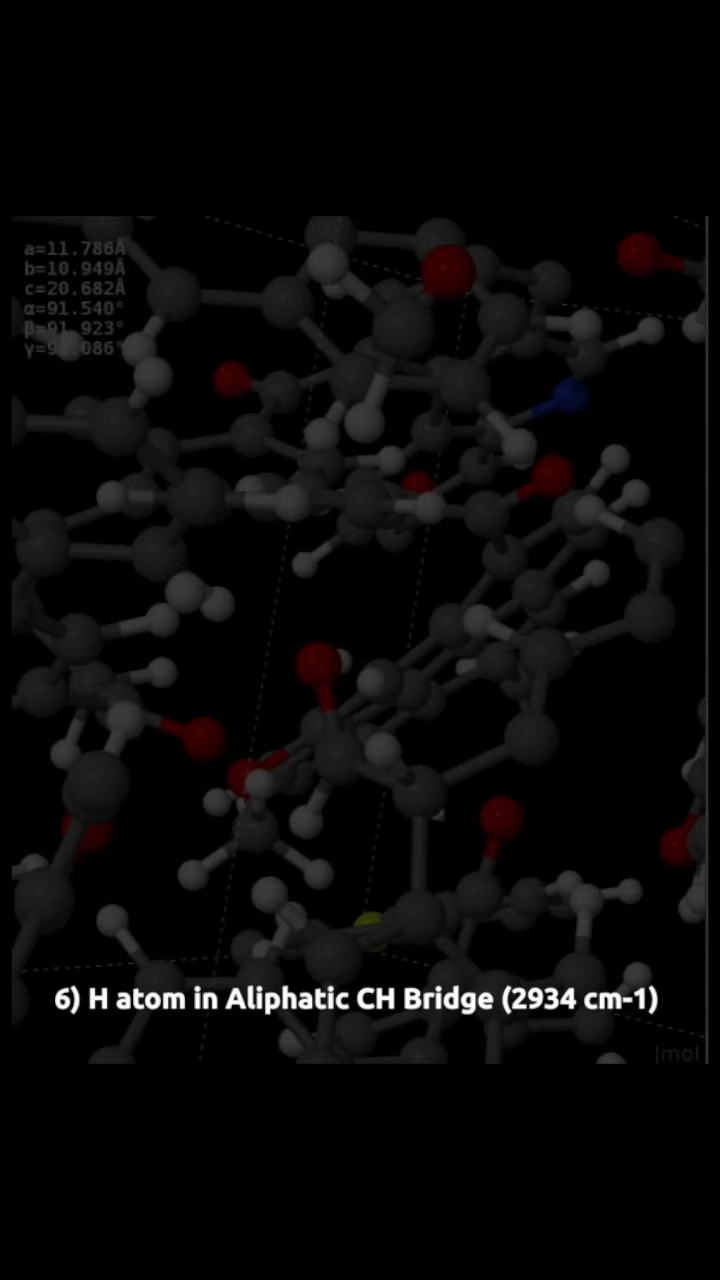 a=11.786Å
b=10.949Å
c=20.682Å
α=91.540°
β=91.923°
6) H atom in Aliphatic CH Bridge (2934 cm-1)
Jmol